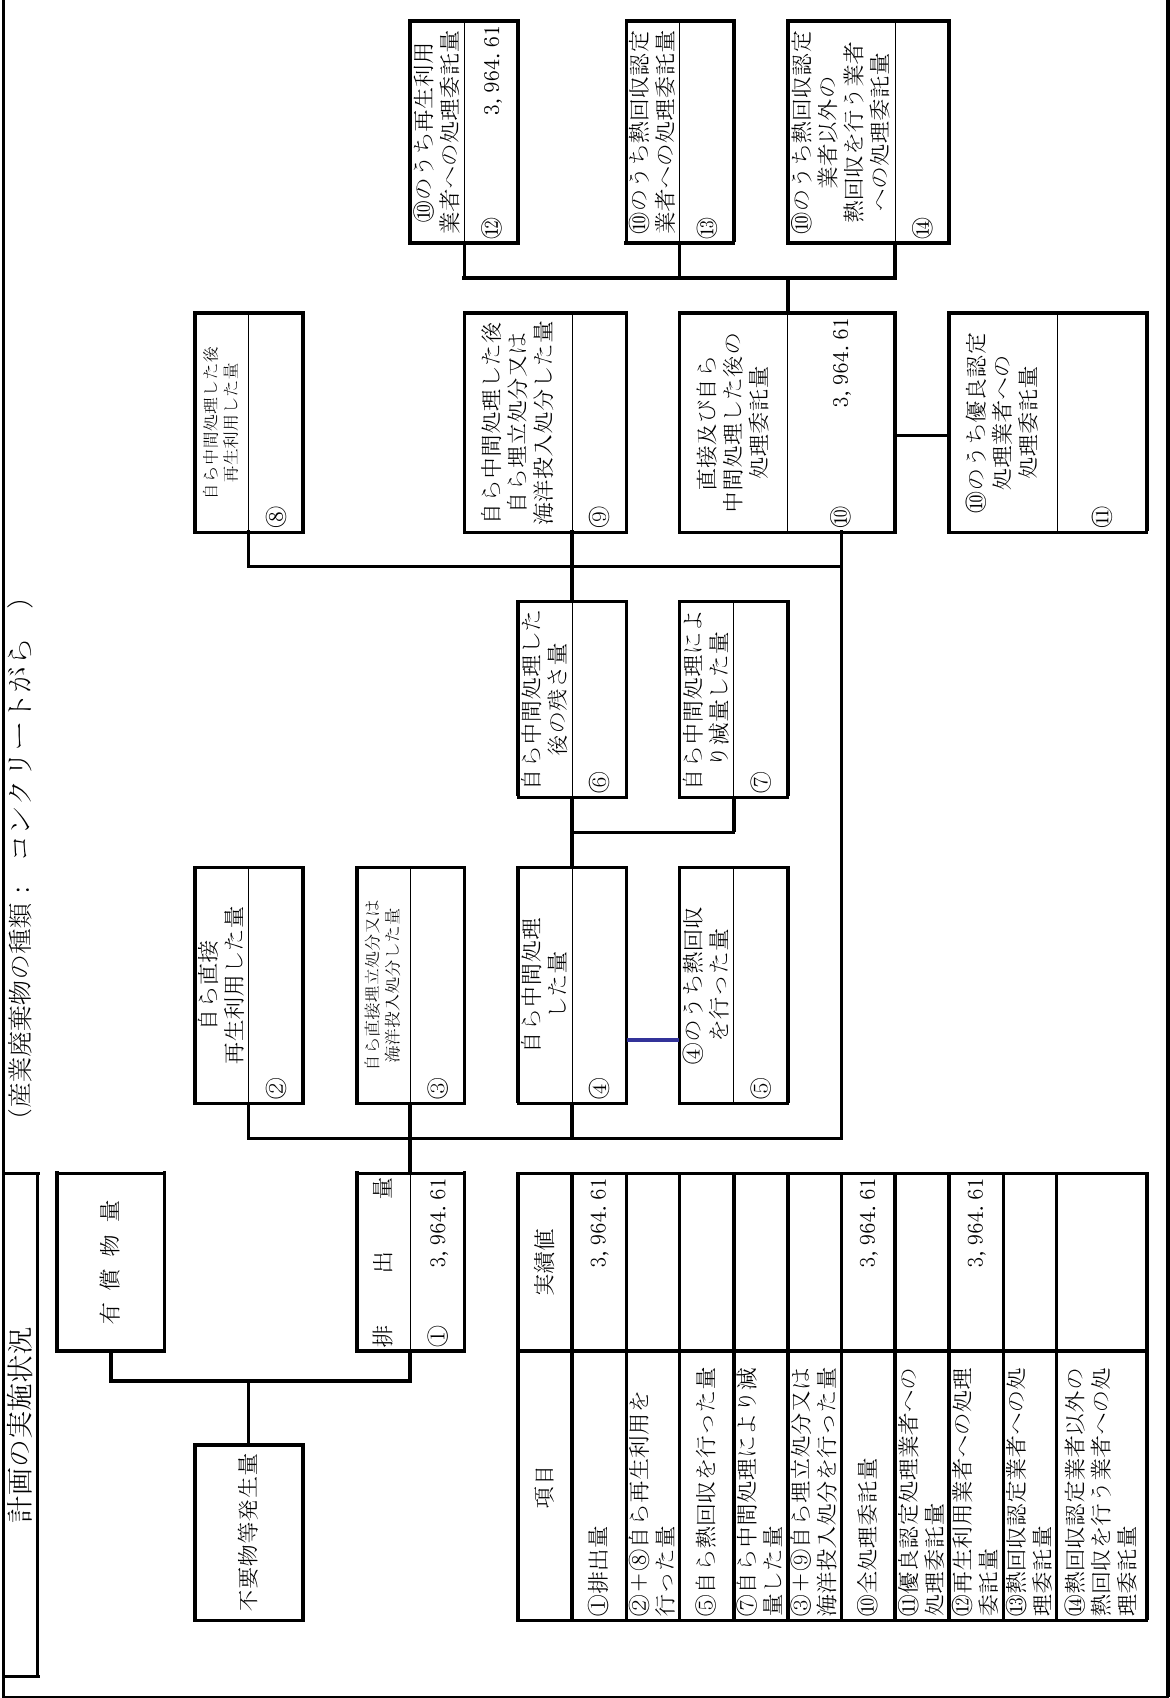 計画の実施状況
(産業廃棄物の種類： コンクリートがら )
不要物等発生量
有償物量
排出量
① 3,964.61
自ら直接
再生利用した量
②
自ら直接埋立処分又は
海洋投入処分した量
③
自ら中間処理
した量
④
④のうち熱回収
を行った量
⑤
自ら中間処理した
後の残さ量
⑥
自ら中間処理によ
り減量した量
⑦
自ら中間処理した後
再生利用した量
⑧
自ら中間処理した後
自ら埋立処分又は
海洋投入処分した量
⑨
直接及び自ら
中間処理した後の
処理委託量
⑩ 3,964.61
⑩のうち優良認定
処理業者への
処理委託量
⑪
⑩のうち再生利用
業者への処理委託量
⑫ 3,964.61
⑩のうち熱回収認定
業者への処理委託量
⑬
⑩のうち熱回収認定
業者以外の
熱回収を行う業者
への処理委託量
⑭
項目 実績値
①排出量 3,964.61
②＋⑧自ら再生利用を
行った量
⑤自ら熱回収を行った量
⑦自ら中間処理により減
量した量
③＋⑨自ら埋立処分又は
海洋投入処分を行った量
⑩全処理委託量 3,964.61
⑪優良認定処理業者への
処理委託量
⑫再生利用業者への処理
委託量 3,964.61
⑬熱回収認定業者への処
理委託量
⑭熱回収認定業者以外の
熱回収を行う業者への処
理委託量